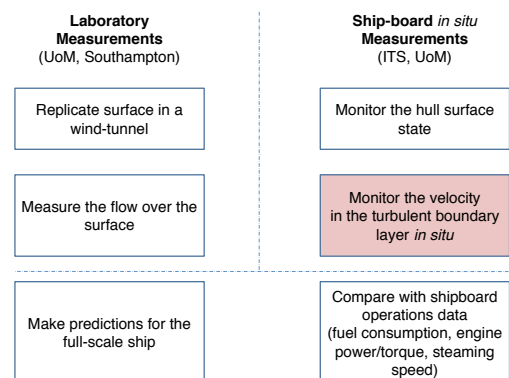 Laboratory
Measurements
(UoM, Southampton)
Ship-board in situ
Measurements
(ITS, UoM)
Replicate surface in a
wind-tunnel
Monitor the hull surface
state
Measure the flow over the
surface
Monitor the velocity
in the turbulent boundary
layer in situ
Make predictions for the
full-scale ship
Compare with shipboard
operations data
(fuel consumption, engine
power/torque, steaming
speed)